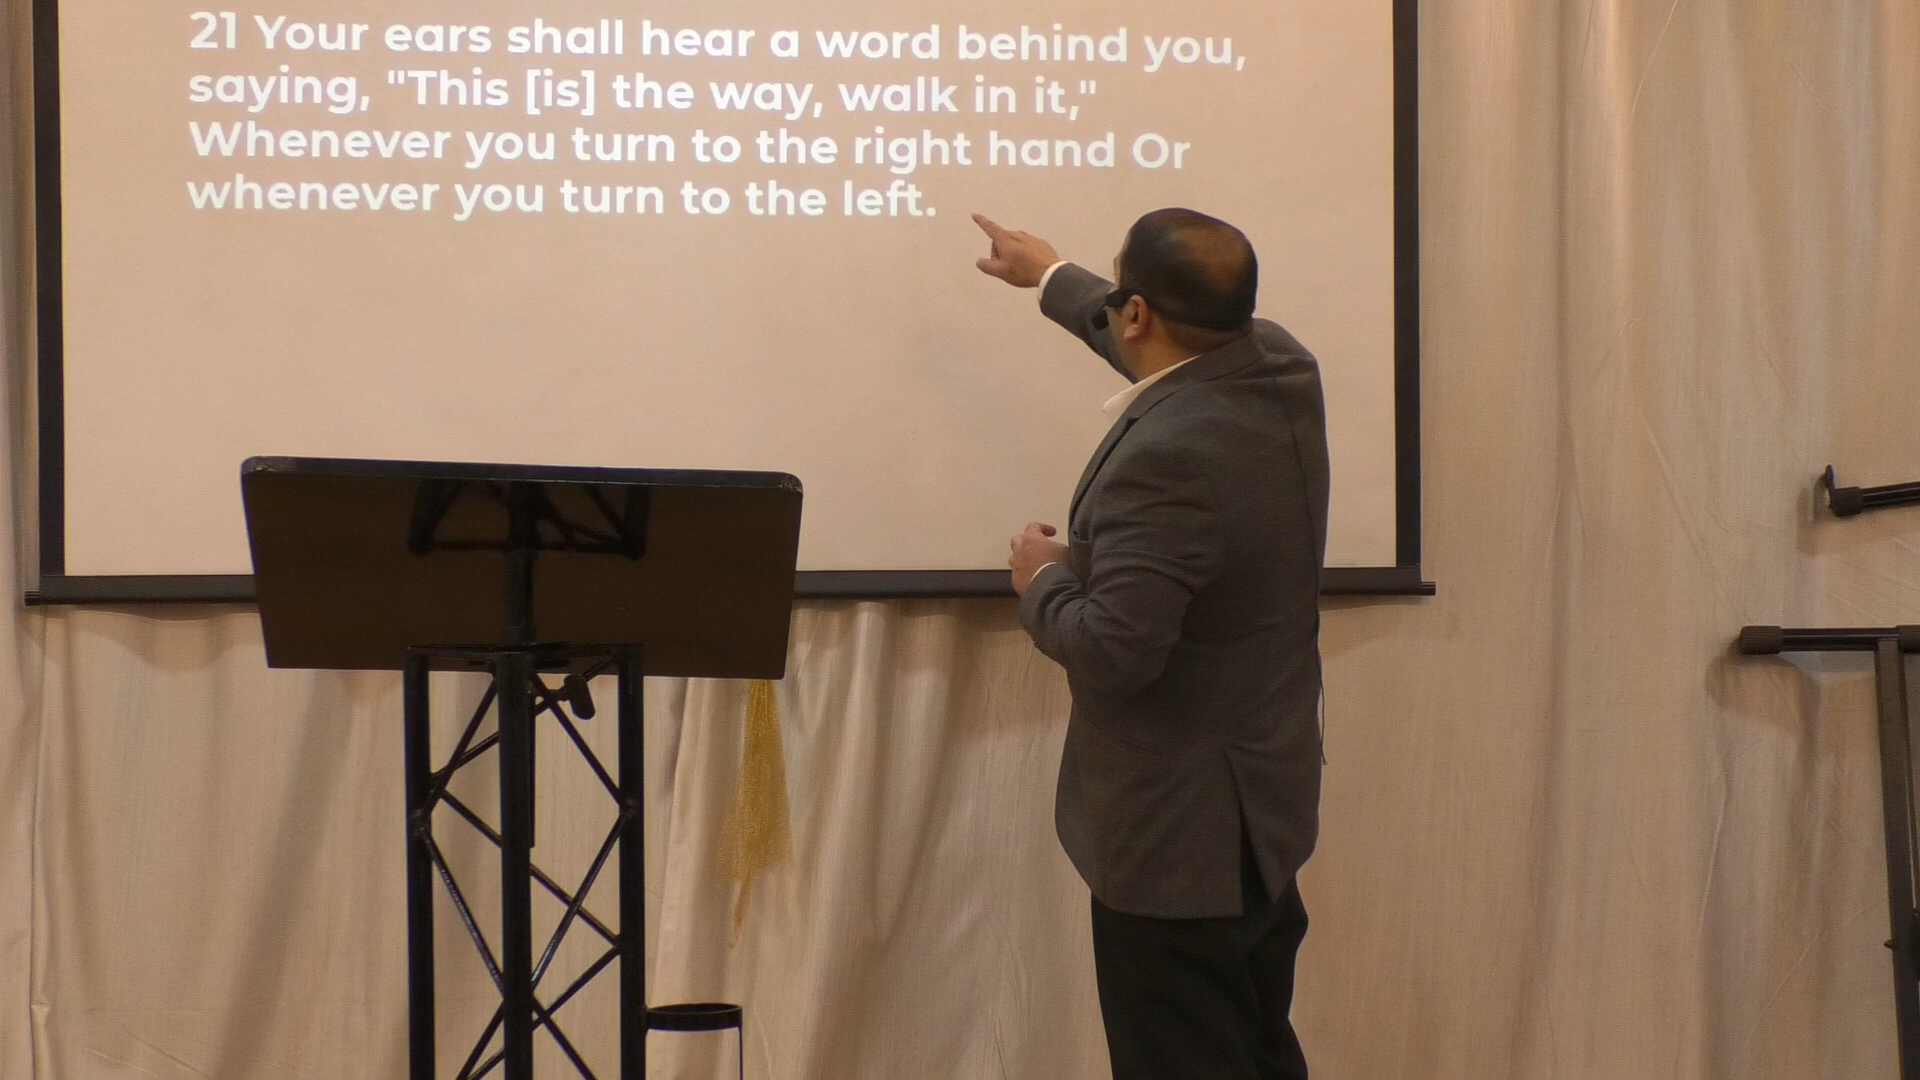 21 Your ears shall hear a word behind you,
saying, "This [is] the way, walk in it,"
Whenever you turn to the right hand Or
whenever you turn to the left.